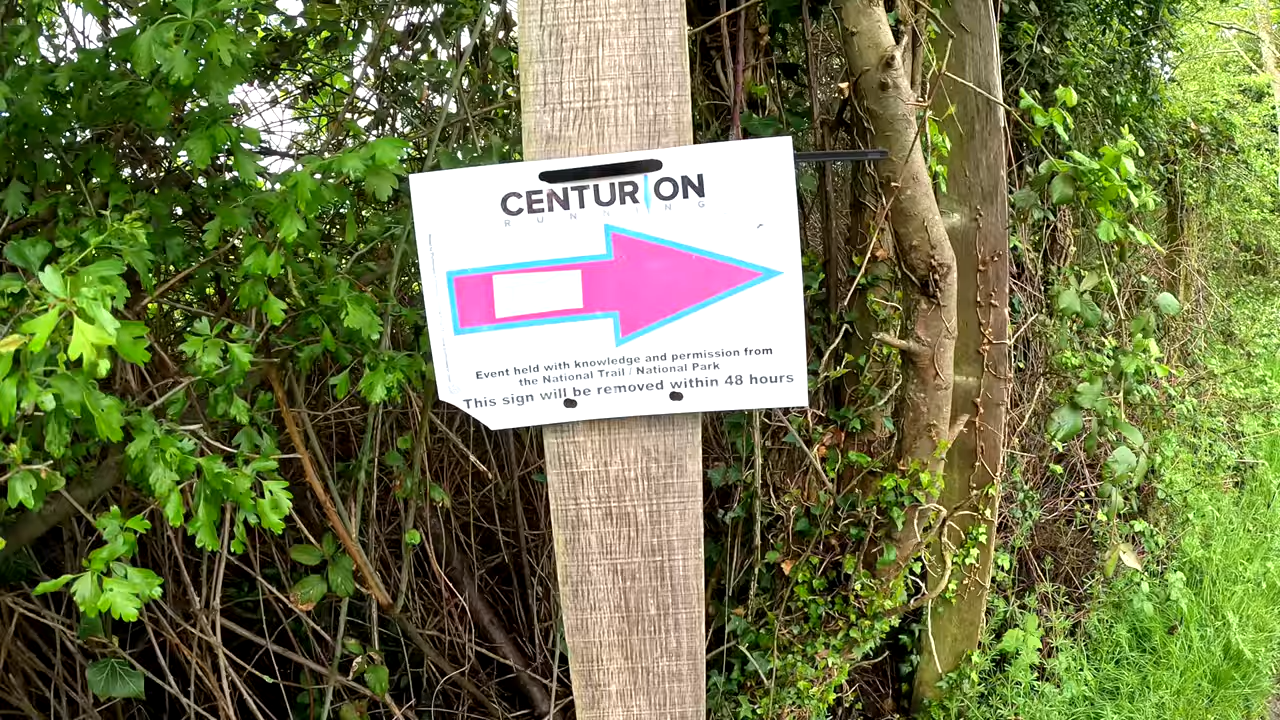 CENTURION
RUNNING
Event held with knowledge and permission from
the National Trail / National Park
This sign will be removed within 48 hours